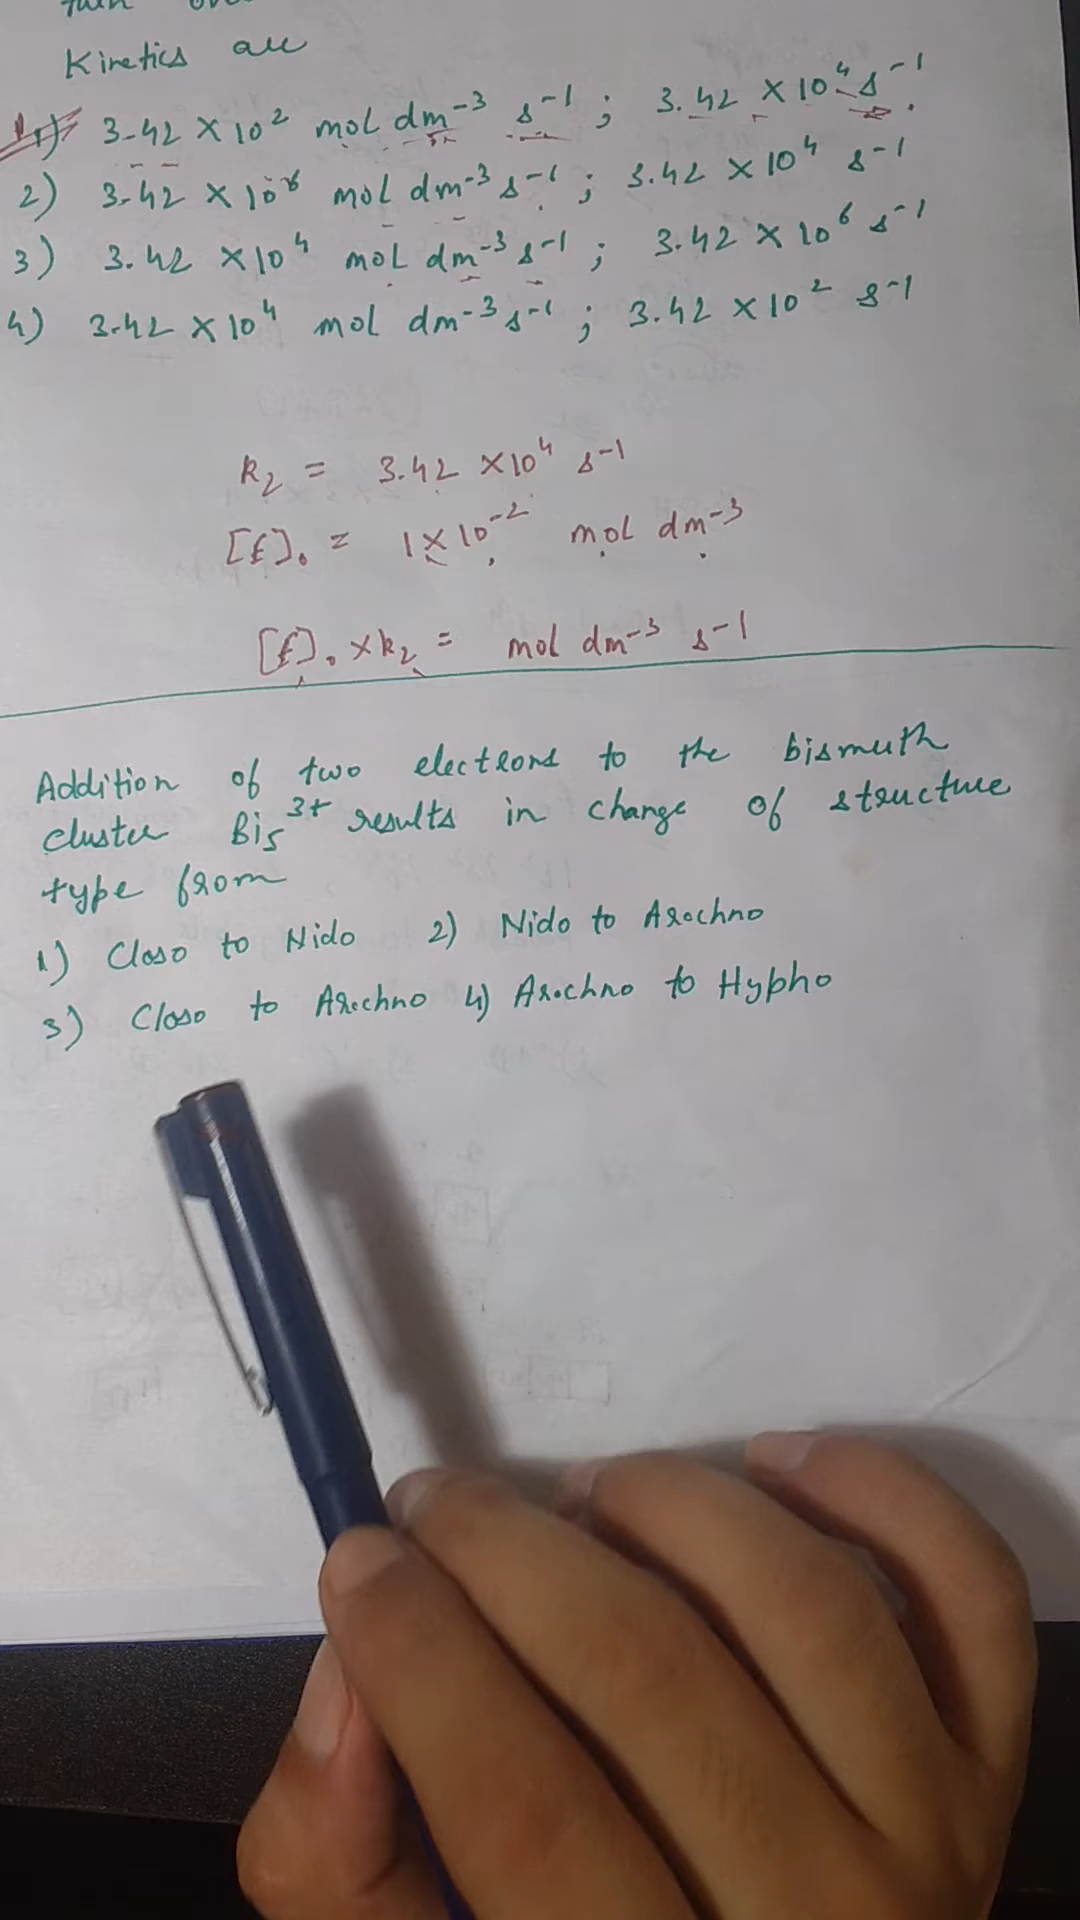 Kinetics are
1) 3.42 × 10² mol dm⁻³ s⁻¹ ; 3.42 × 10⁴ s⁻¹.
2) 3.42 × 10⁶ mol dm⁻³ s⁻¹ ; 3.42 × 10⁴ s⁻¹
3) 3.42 × 10⁴ mol dm⁻³ s⁻¹ ; 3.42 × 10⁶ s⁻¹
4) 3.42 × 10⁴ mol dm⁻³ s⁻¹ ; 3.42 × 10² s⁻¹
k₂ = 3.42 × 10⁴ s⁻¹
[E]₀ = 1 × 10⁻² mol dm⁻³
[E]₀ × k₂ = mol dm⁻³ s⁻¹
Addition of two electrons to the bismuth
cluster Bi₅³⁺ results in change of structure
type from
1) Closo to Nido 2) Nido to Arachno
3) Closo to Arachno 4) Arachno to Hypho